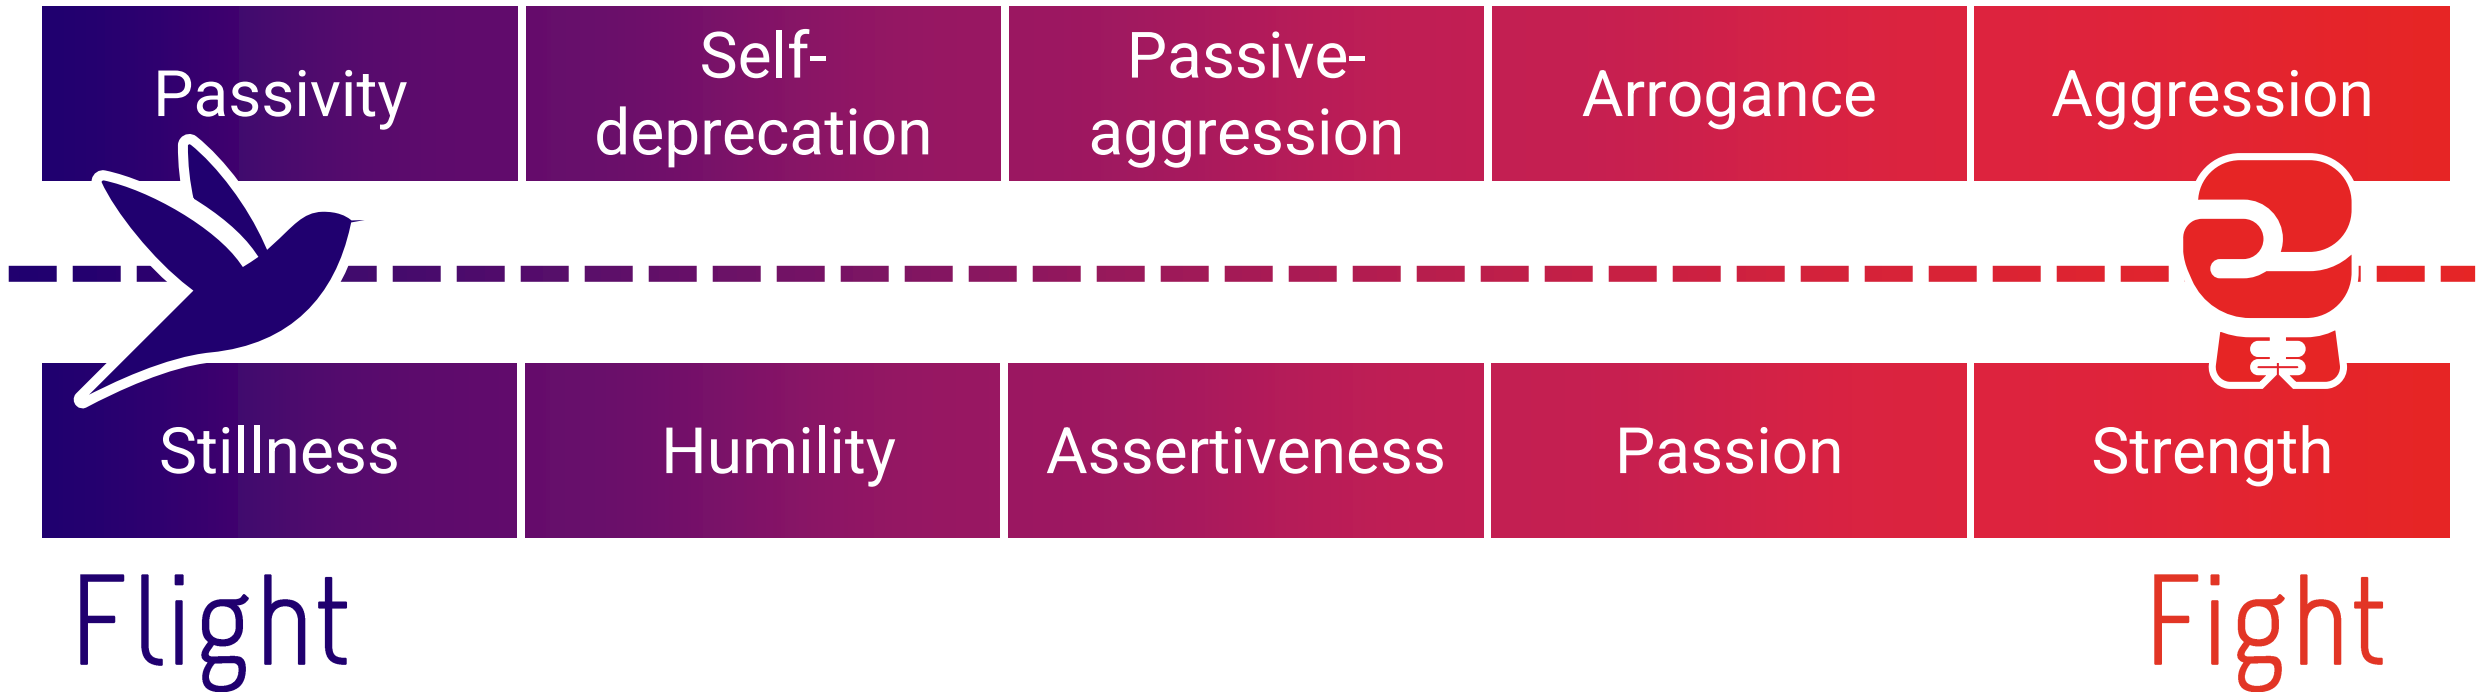 Passivity
Self-
deprecation
Passive-
aggression
Arrogance
Aggression
Stillness
Humility
Assertiveness
Passion
Strength
Flight
Fight